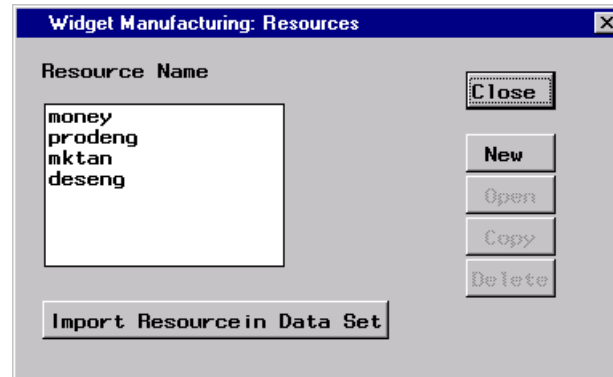 Widget Manufacturing: Resources
Resource Name
money
prodeng
mktan
deseng
Close
New
Open
Copy
Delete
Import Resourcein Data Set